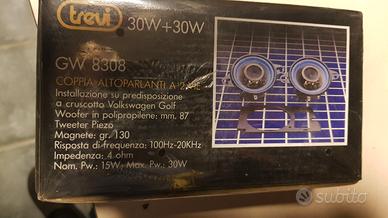 trevi
30W+30W
GW 8308
COPPIA ALTOPARLANTI A 2 VIE
Installazione su predisposizione
a cruscotto Volkswagen Golf
Woofer in polipropilene: mm. 87
Tweeter Piezo
Magnete: gr. 130
Risposta di frequenza: 100Hz-20KHz
Impedenza: 4 ohm
Nom. Pw.: 15W; Max. Pw.: 30W
subito